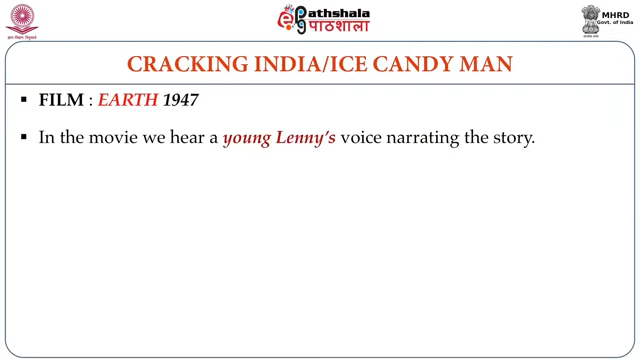 Pathshala
पाठशाला
MHRD
Govt. of India
CRACKING INDIA/ICE CANDY MAN
▪ FILM : EARTH 1947
▪ In the movie we hear a young Lenny's voice narrating the story.